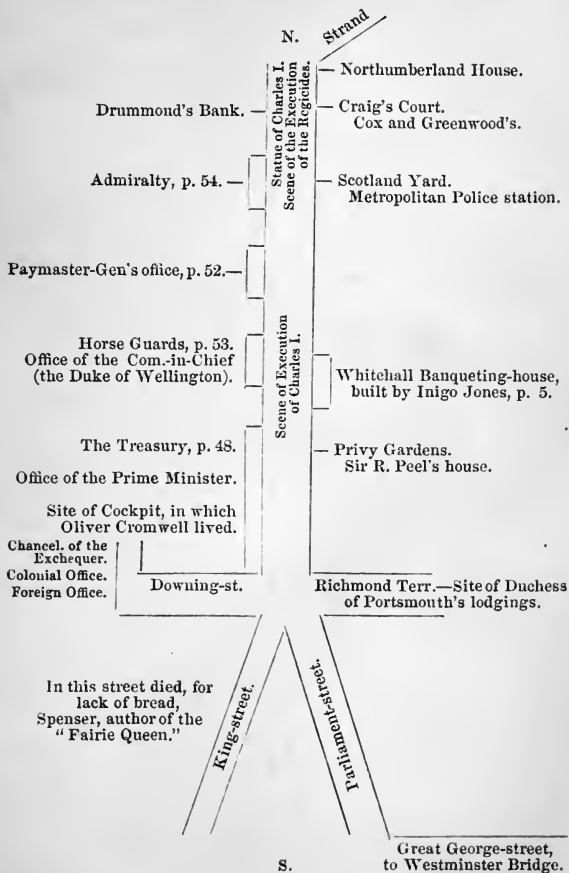 N.
Strand
Statue of Charles I.
Scene of the Execution
of the Regicides.
Northumberland House.
Drummond's Bank. —
Craig's Court.
Cox and Greenwood's.
Admiralty, p. 54. —
Scotland Yard.
Metropolitan Police station.
Paymaster-Gen's office, p. 52.—
Horse Guards, p. 53.
Office of the Com.-in-Chief
(the Duke of Wellington).
Scene of Execution
of Charles I.
Whitehall Banqueting-house,
built by Inigo Jones, p. 5.
The Treasury, p. 48.
Privy Gardens.
Sir R. Peel's house.
Office of the Prime Minister.
Site of Cockpit, in which
Oliver Cromwell lived.
Chancel. of the
Exchequer.
Colonial Office.
Foreign Office.
Downing-st.
Richmond Terr.—Site of Duchess
of Portsmouth's lodgings.
In this street died, for
lack of bread,
Spenser, author of the
"Fairie Queen."
King-street.
Parliament-street.
Great George-street,
to Westminster Bridge.
S.